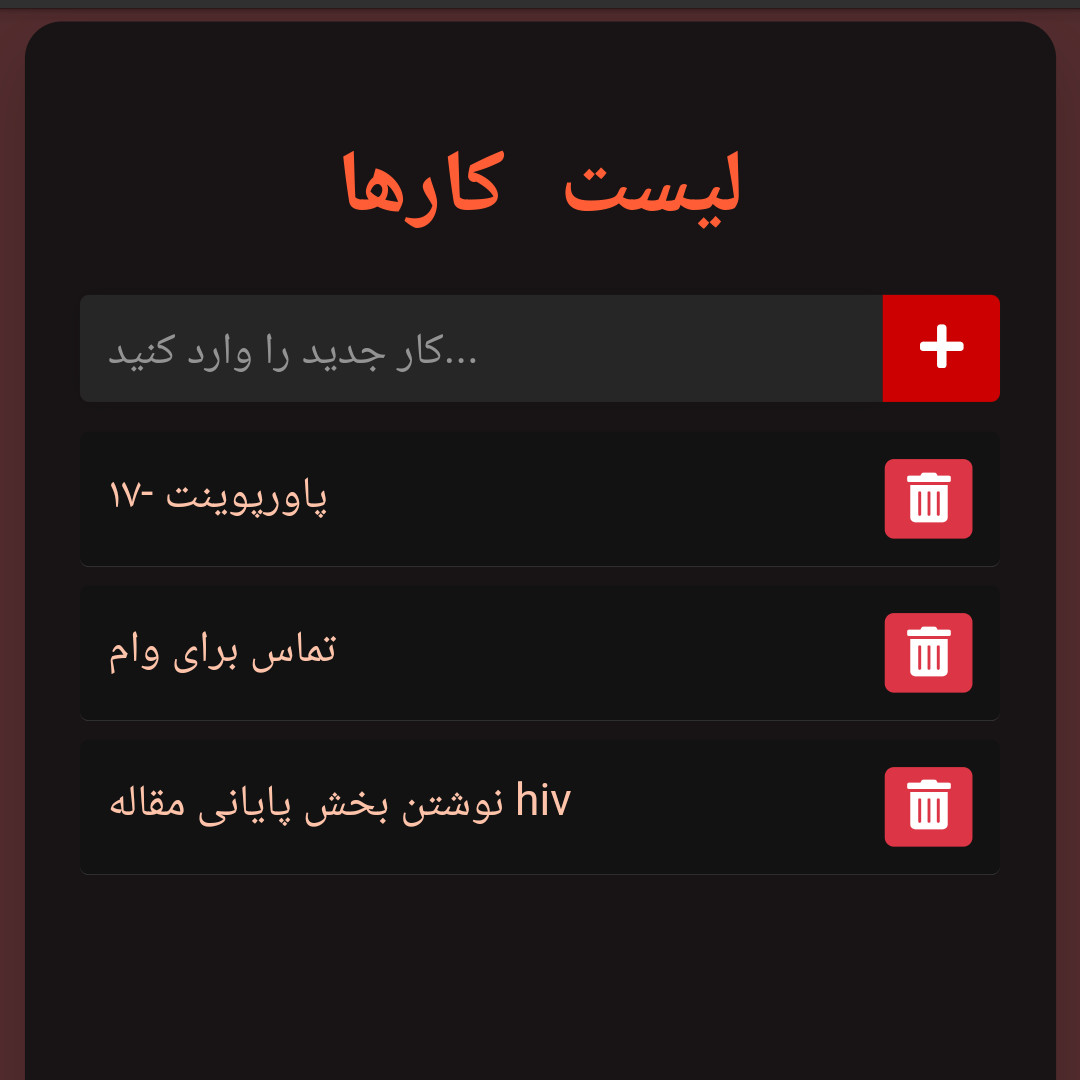 لیست کارها
کار جدید را وارد کنید...
پاورپوینت -۱۷
تماس برای وام
نوشتن بخش پایانی مقاله hiv